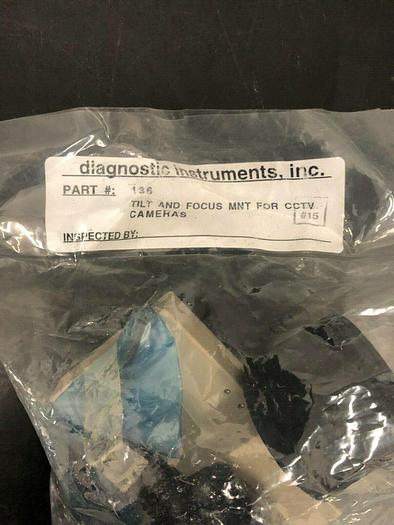 diagnostic instruments, inc.
PART #: 136
TILT AND FOCUS MNT FOR CCTV
CAMERAS
#15
INSPECTED BY: